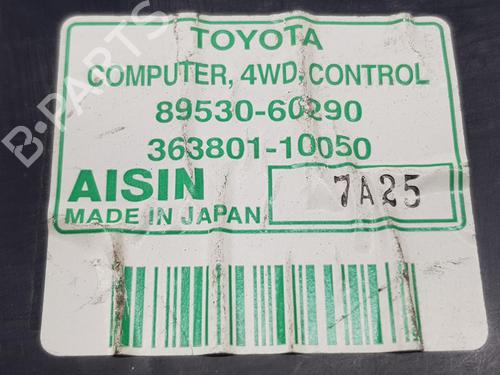 TOYOTA
COMPUTER, 4WD, CONTROL
89530-60290
363801-10050
AISIN
7A25
MADE IN JAPAN
B-PARTS